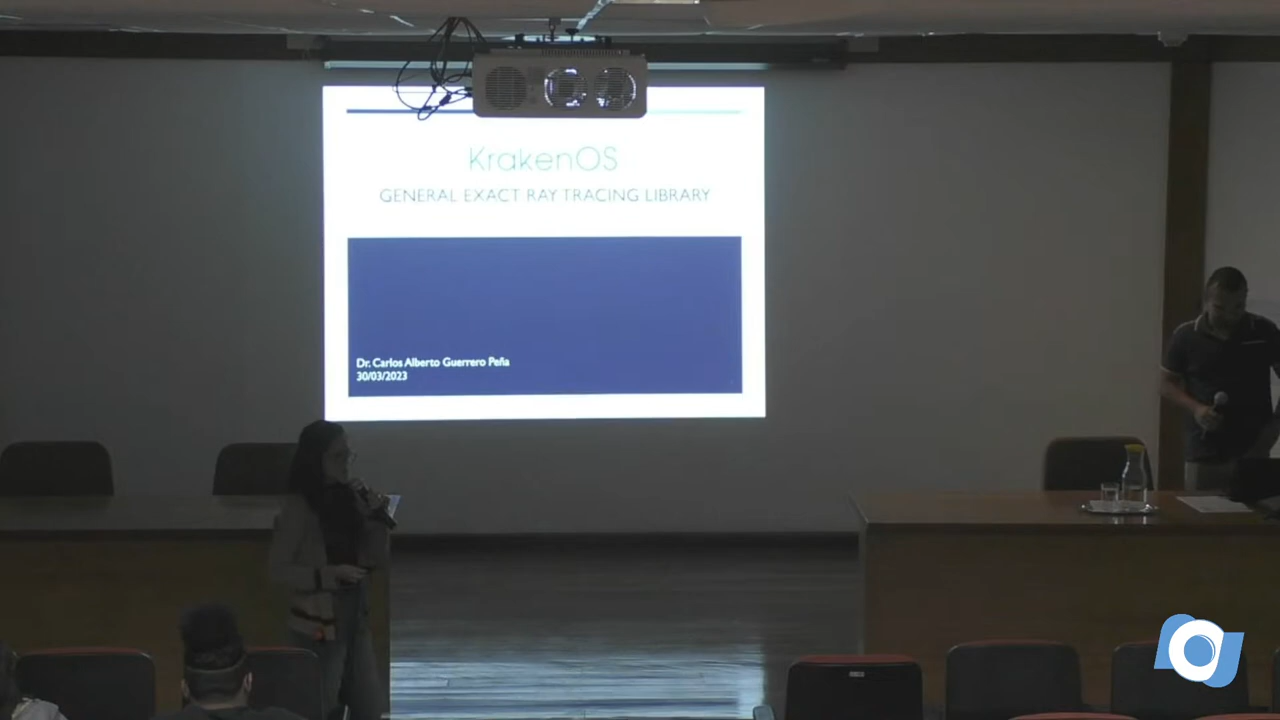 KrakenOS
GENERAL EXACT RAY TRACING LIBRARY
Dr. Carlos Alberto Guerrero Peña
30/03/2023